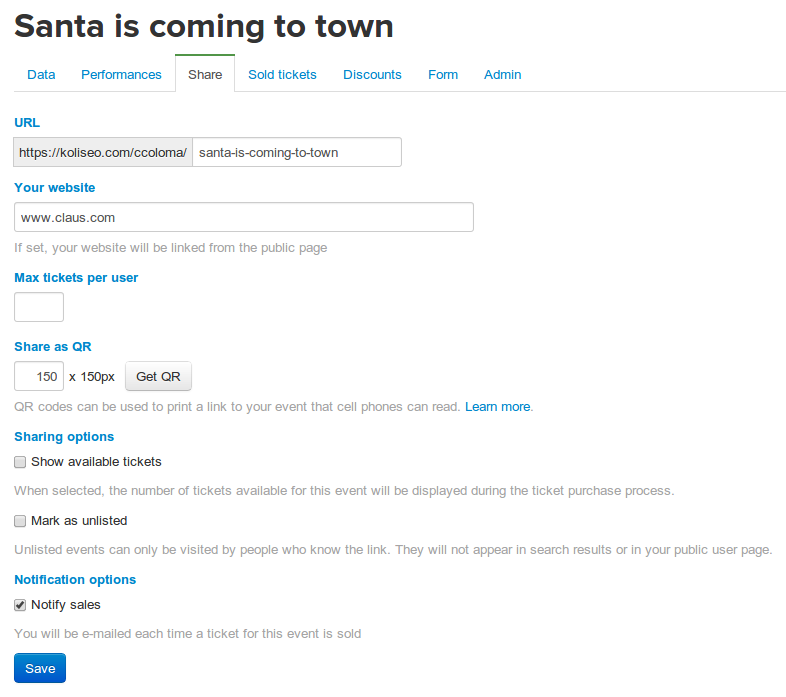 Santa is coming to town
Data Performances Share Sold tickets Discounts Form Admin
URL
https://koliseo.com/ccoloma/ santa-is-coming-to-town
Your website
www.claus.com
If set, your website will be linked from the public page
Max tickets per user
Share as QR
150 x 150px Get QR
QR codes can be used to print a link to your event that cell phones can read. Learn more.
Sharing options
Show available tickets
When selected, the number of tickets available for this event will be displayed during the ticket purchase process.
Mark as unlisted
Unlisted events can only be visited by people who know the link. They will not appear in search results or in your public user page.
Notification options
Notify sales
You will be e-mailed each time a ticket for this event is sold
Save